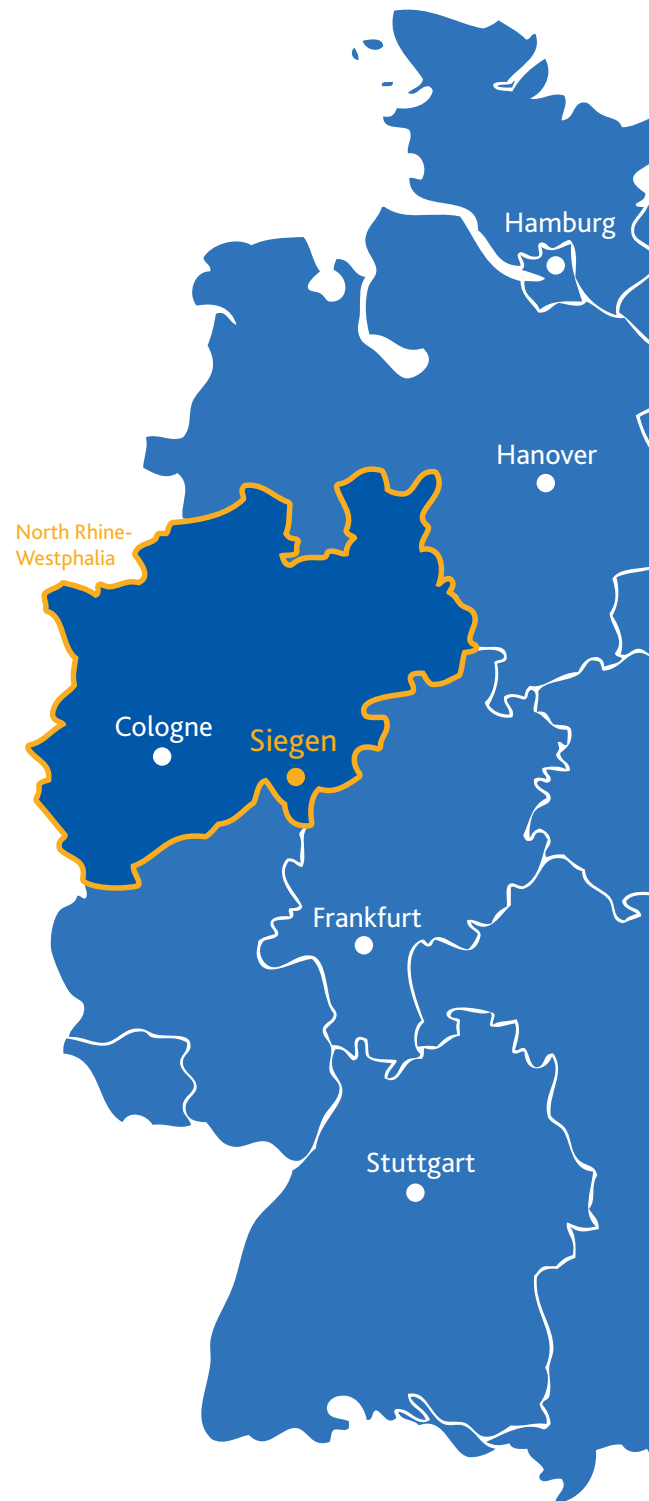 Hamburg
Hanover
North Rhine-
Westphalia
Cologne
Siegen
Frankfurt
Stuttgart